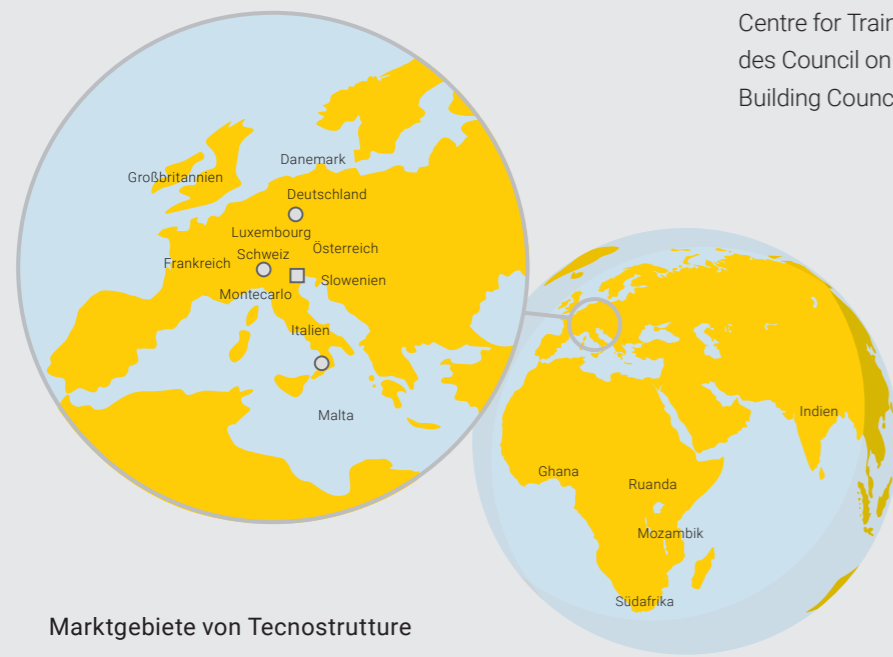 Centre for Train
des Council on
Building Counc
Danemark
Großbritannien
Deutschland
Luxembourg
Österreich
Schweiz
Frankreich
Slowenien
Montecarlo
Italien
Malta
Indien
Ghana
Ruanda
Mozambik
Südafrika
Marktgebiete von Tecnostrutture